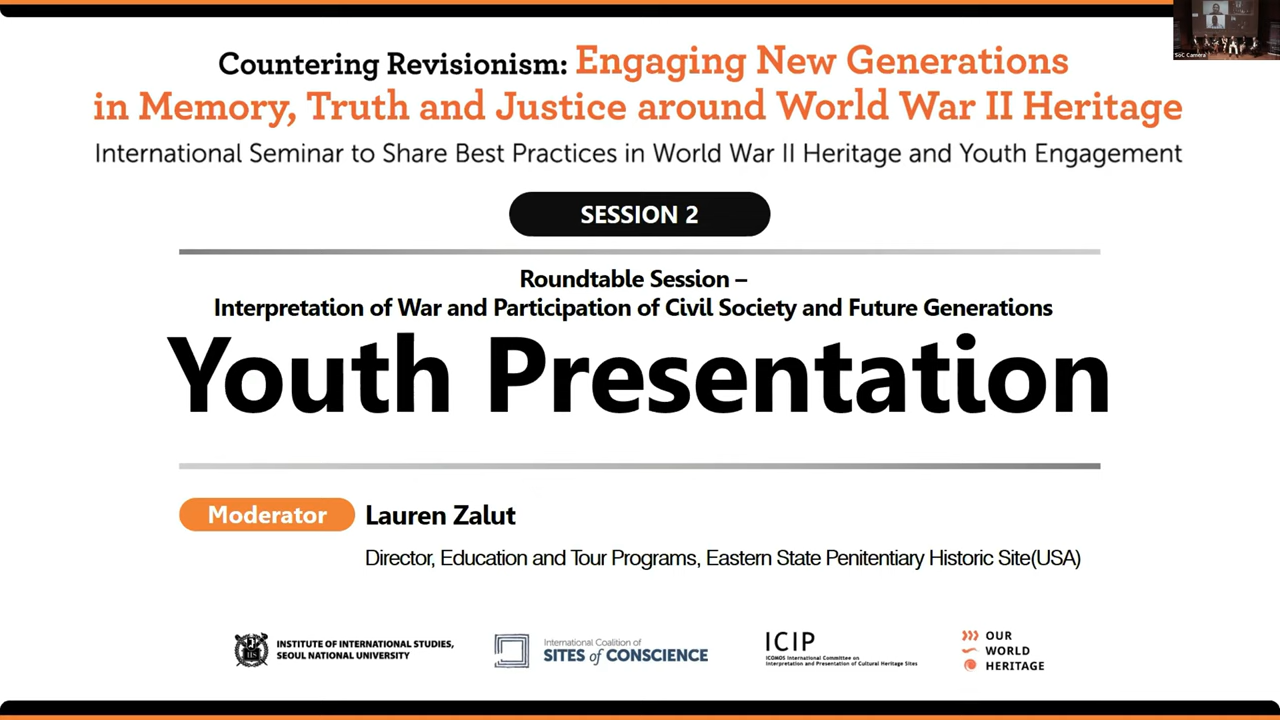 SoC Camera
Countering Revisionism: Engaging New Generations
in Memory, Truth and Justice around World War II Heritage
International Seminar to Share Best Practices in World War II Heritage and Youth Engagement
SESSION 2
Roundtable Session –
Interpretation of War and Participation of Civil Society and Future Generations
Youth Presentation
Moderator Lauren Zalut
Director, Education and Tour Programs, Eastern State Penitentiary Historic Site(USA)
INSTITUTE OF INTERNATIONAL STUDIES,
SEOUL NATIONAL UNIVERSITY
International Coalition of
SITES of CONSCIENCE
ICIP
ICOMOS International Committee on
Interpretation and Presentation of Cultural Heritage Sites
OUR
WORLD
HERITAGE